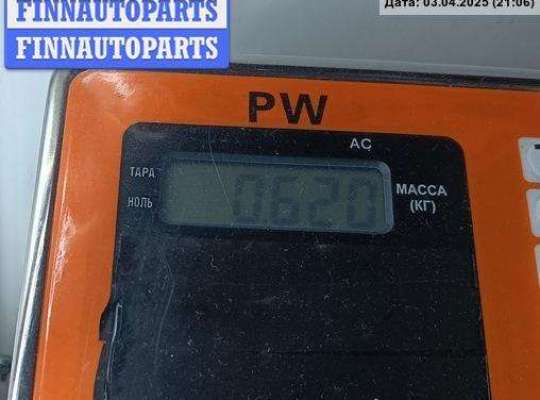 FINNAUTOPARTS
FINNAUTOPARTS
Дата: 03.04.2025 (21:06)
PW
AC
ТАРА
НОЛЬ
0.620
МАССА
(КГ)